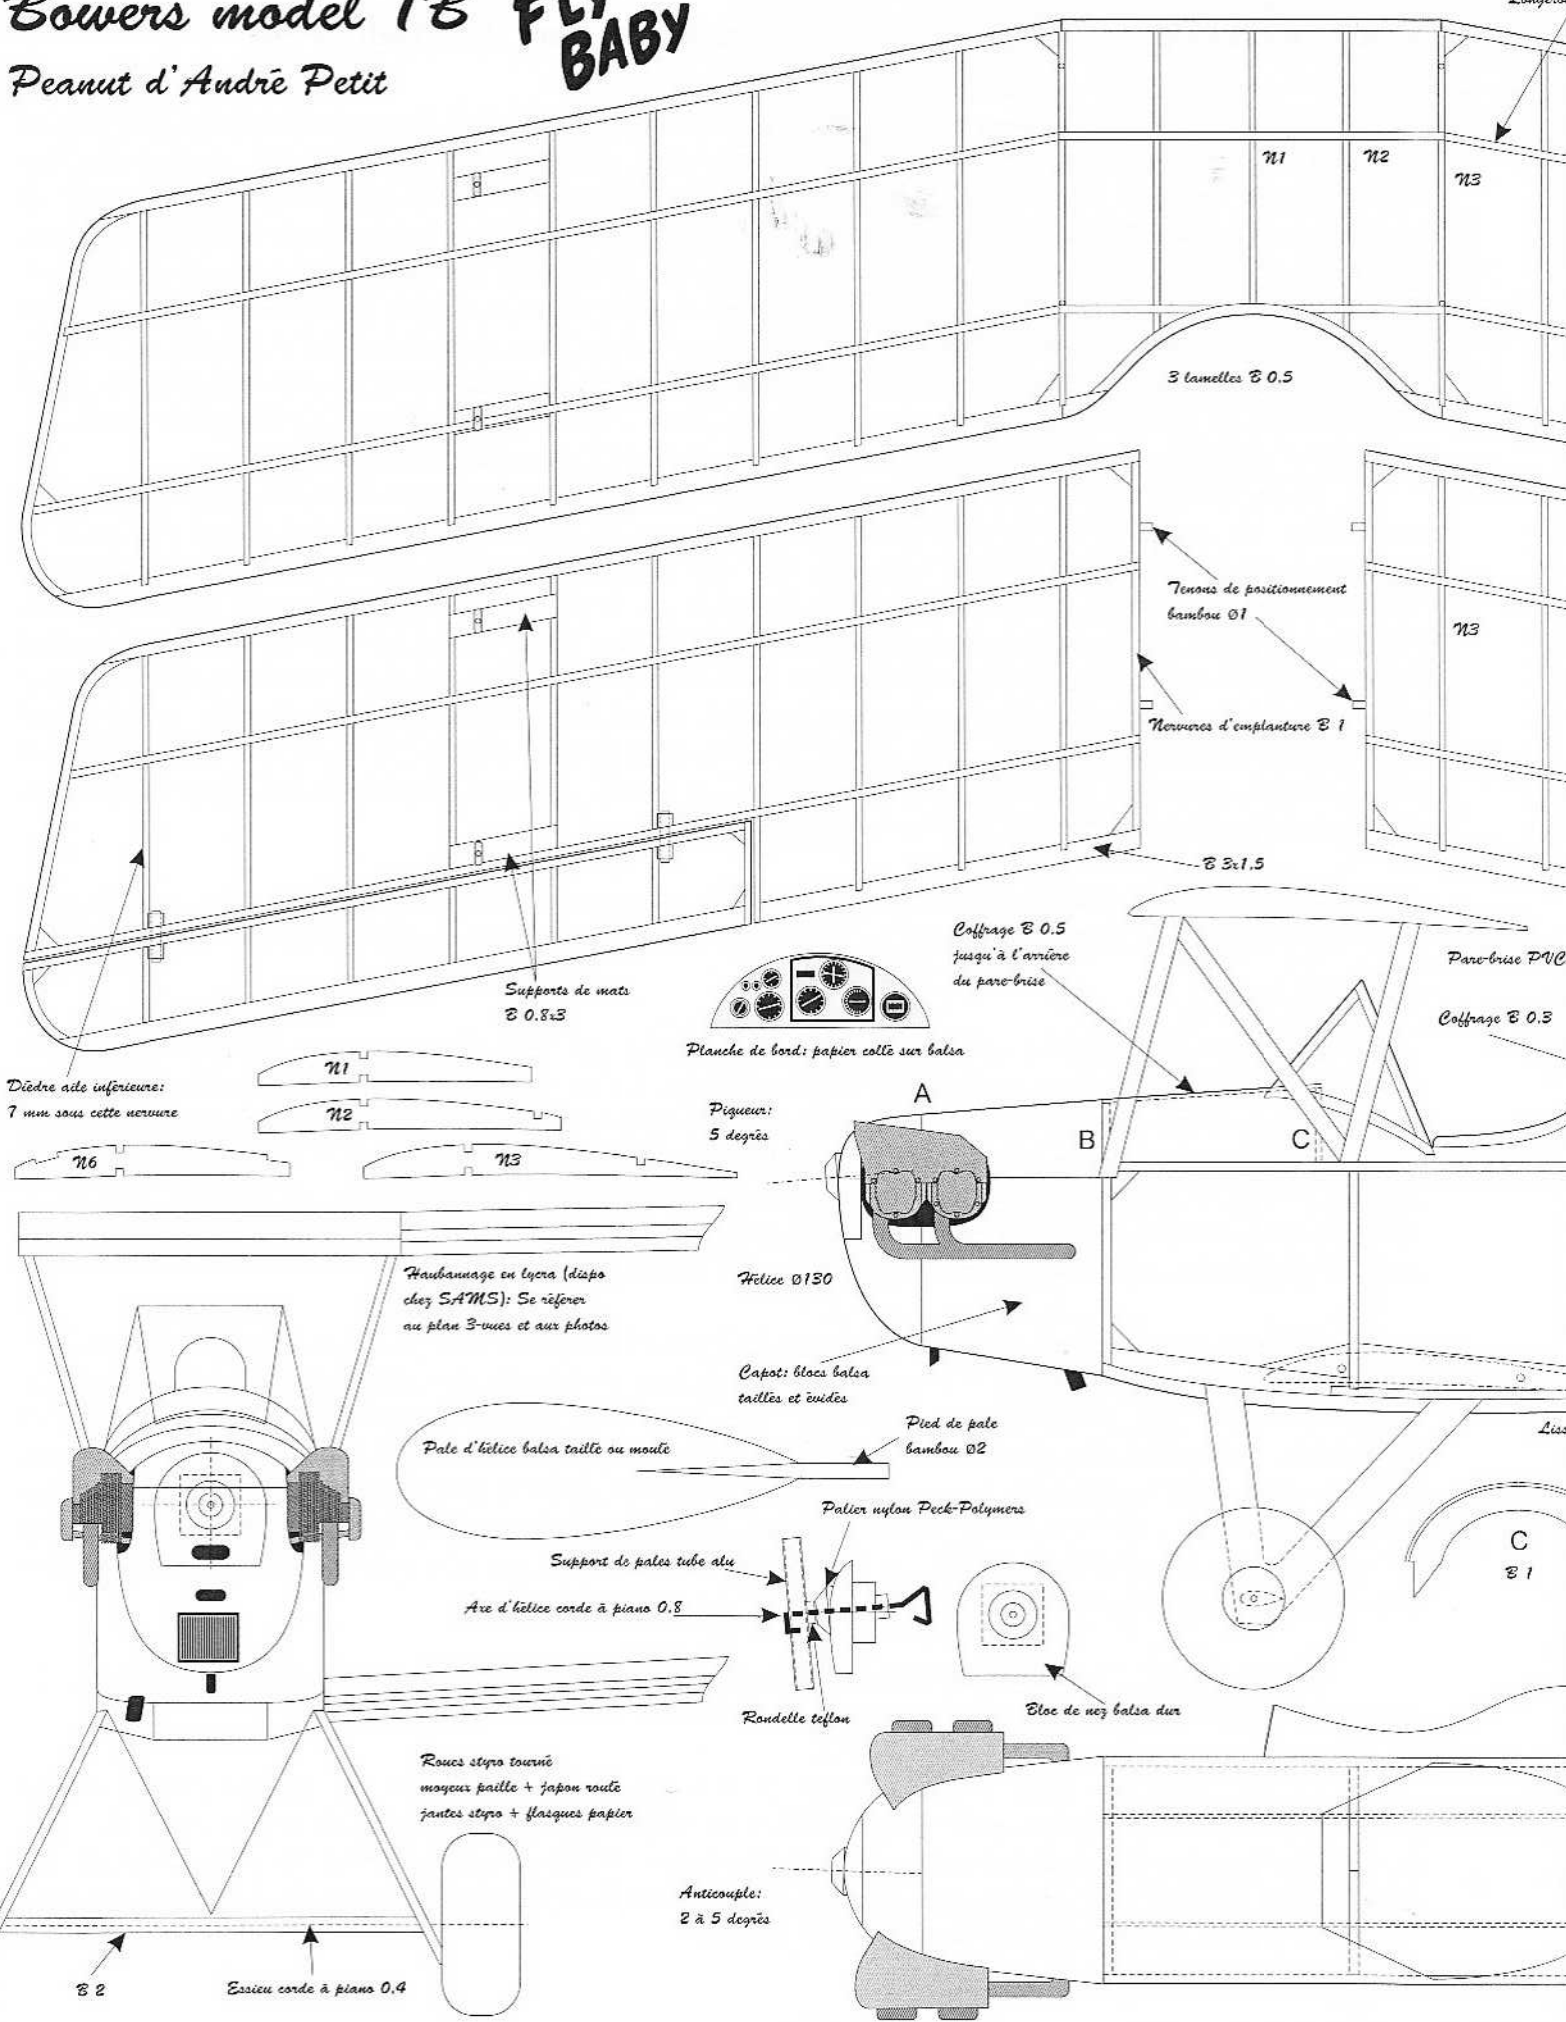 Bowers model 1B FLY
BABY
Peanut d'André Petit
N1
N2
N3
3 lamelles B 0.5
Tenons de positionnement
bambou Ø1
N3
Nervures d'emplanture B 1
B 3x1.5
Supports de mats
B 0.8x3
Coffrage B 0.5
jusqu'à l'arrière
du pare-brise
Pare-brise PVC
Coffrage B 0.3
Planche de bord: papier collé sur balsa
Dièdre aile inférieure:
7 mm sous cette nervure
N1
N2
N6
N3
Piqueur:
5 degrés
A
B
C
Haubannage en lycra (dispo
chez SAMS): Se référer
au plan 3-vues et aux photos
Hélice Ø130
Capot: blocs balsa
taillés et évidés
Pale d'hélice balsa taillé ou moulé
Pied de pale
bambou Ø2
Palier nylon Peck-Polymers
Support de pales tube alu
Axe d'hélice corde à piano 0.8
Rondelle teflon
Bloc de nez balsa dur
C
B 1
Roues styro tourné
moyeux paille + japon roulé
jantes styro + flasques papier
Anticouple:
2 à 5 degrés
B 2
Essieu corde à piano 0.4